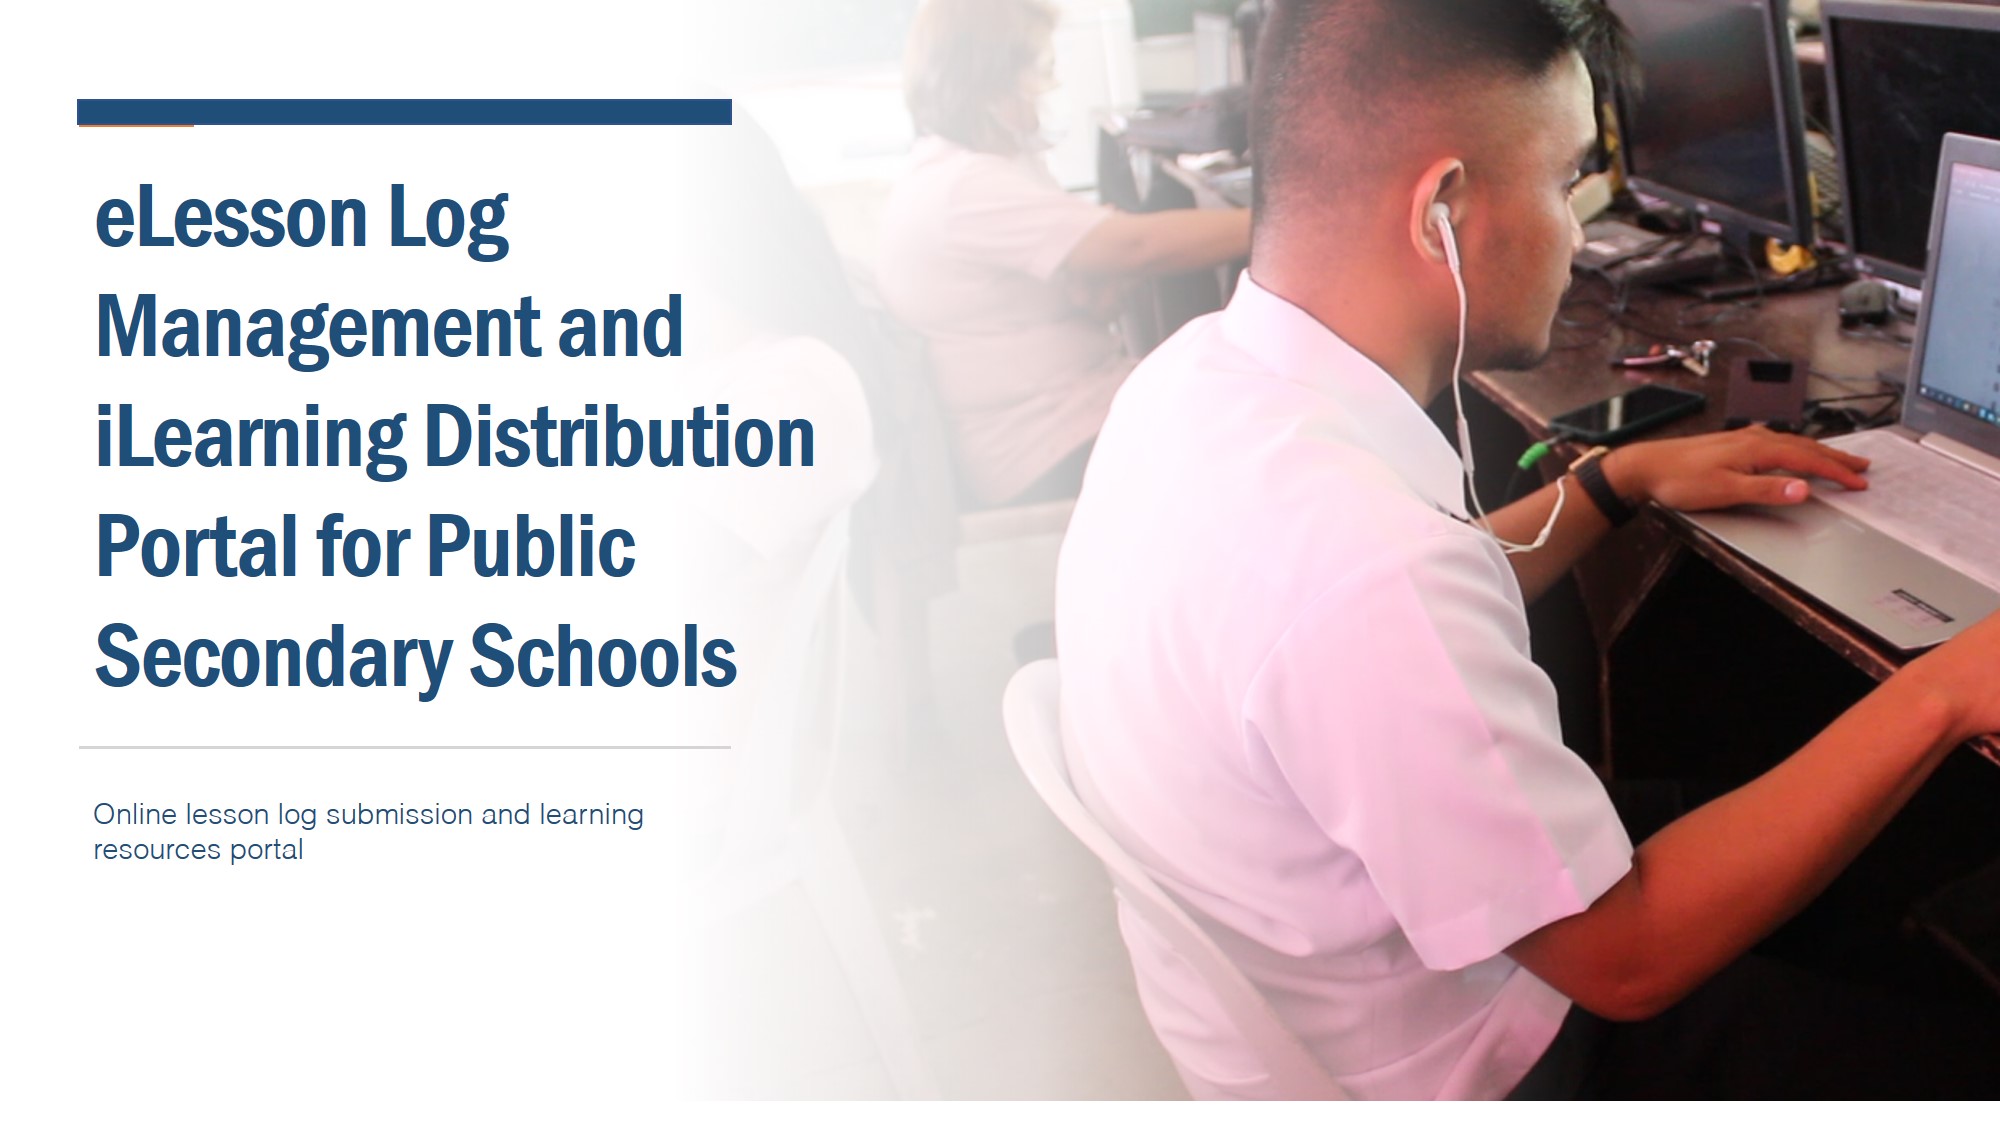 eLesson Log
Management and
iLearning Distribution
Portal for Public
Secondary Schools
Online lesson log submission and learning
resources portal